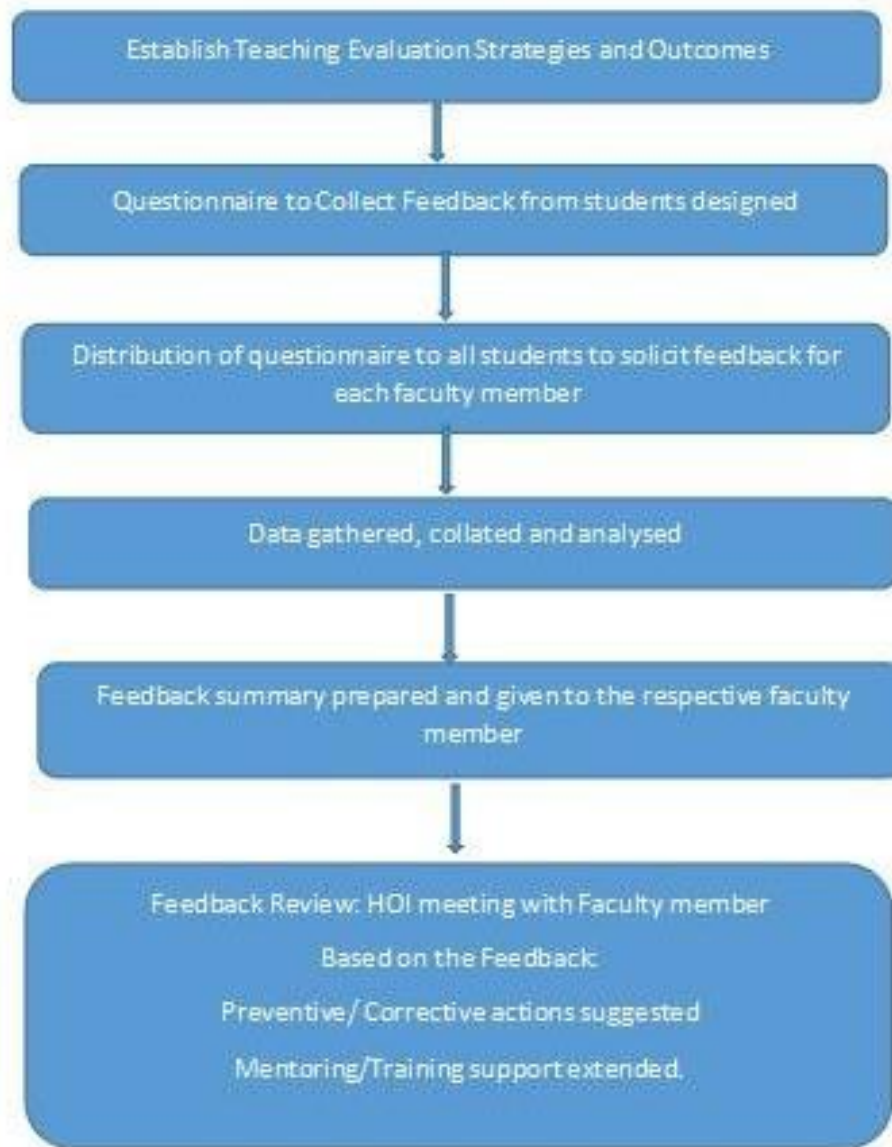 Establish Teaching Evaluation Strategies and Outcomes
Questionnaire to Collect Feedback from students designed
Distribution of questionnaire to all students to solicit feedback for
each faculty member
Data gathered, collated and analysed
Feedback summary prepared and given to the respective faculty
member
Feedback Review: HOI meeting with Faculty member
Based on the Feedback:
Preventive/ Corrective actions suggested
Mentoring/Training support extended.